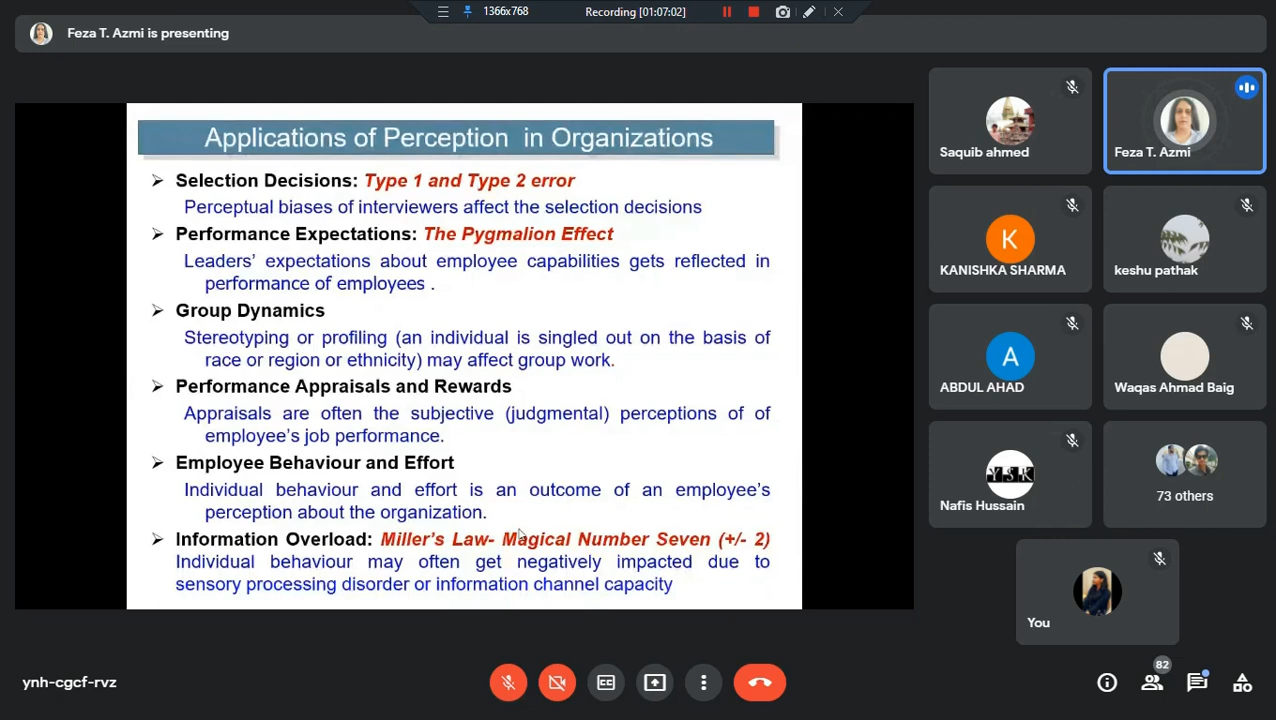 1366x768
Recording [01:07:02]
Feza T. Azmi is presenting
Applications of Perception in Organizations
Selection Decisions: Type 1 and Type 2 error
Perceptual biases of interviewers affect the selection decisions
Performance Expectations: The Pygmalion Effect
Leaders’ expectations about employee capabilities gets reflected in
performance of employees .
Group Dynamics
Stereotyping or profiling (an individual is singled out on the basis of
race or region or ethnicity) may affect group work.
Performance Appraisals and Rewards
Appraisals are often the subjective (judgmental) perceptions of of
employee’s job performance.
Employee Behaviour and Effort
Individual behaviour and effort is an outcome of an employee’s
perception about the organization.
Information Overload: Miller’s Law- Magical Number Seven (+/- 2)
Individual behaviour may often get negatively impacted due to
sensory processing disorder or information channel capacity
Saquib ahmed
Feza T. Azmi
K
KANISHKA SHARMA
keshu pathak
A
ABDUL AHAD
Waqas Ahmad Baig
YSK
Nafis Hussain
73 others
You
ynh-cgcf-rvz
CC
82